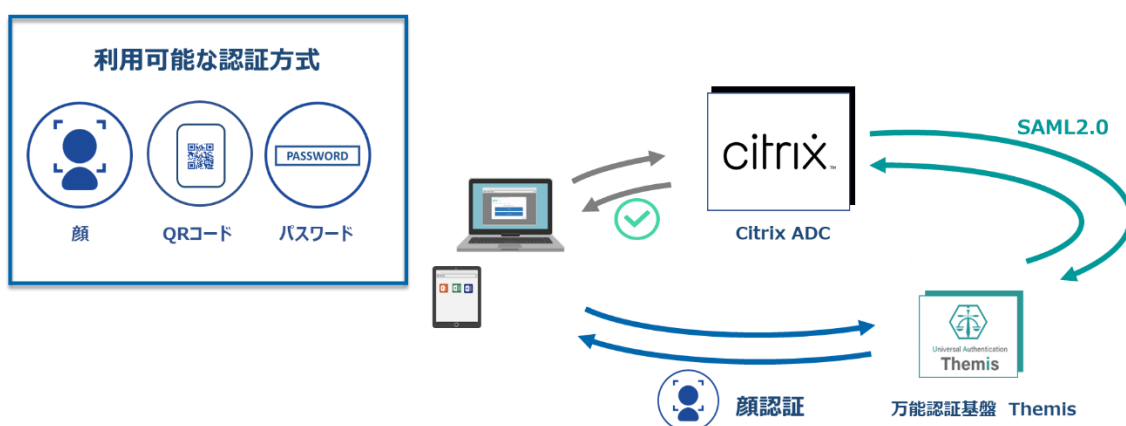 利用可能な認証方式
PASSWORD
顔
QRコード
パスワード
citrix
Citrix ADC
SAML2.0
Universal Authentication
Themis
顔認証
万能認証基盤 Themis